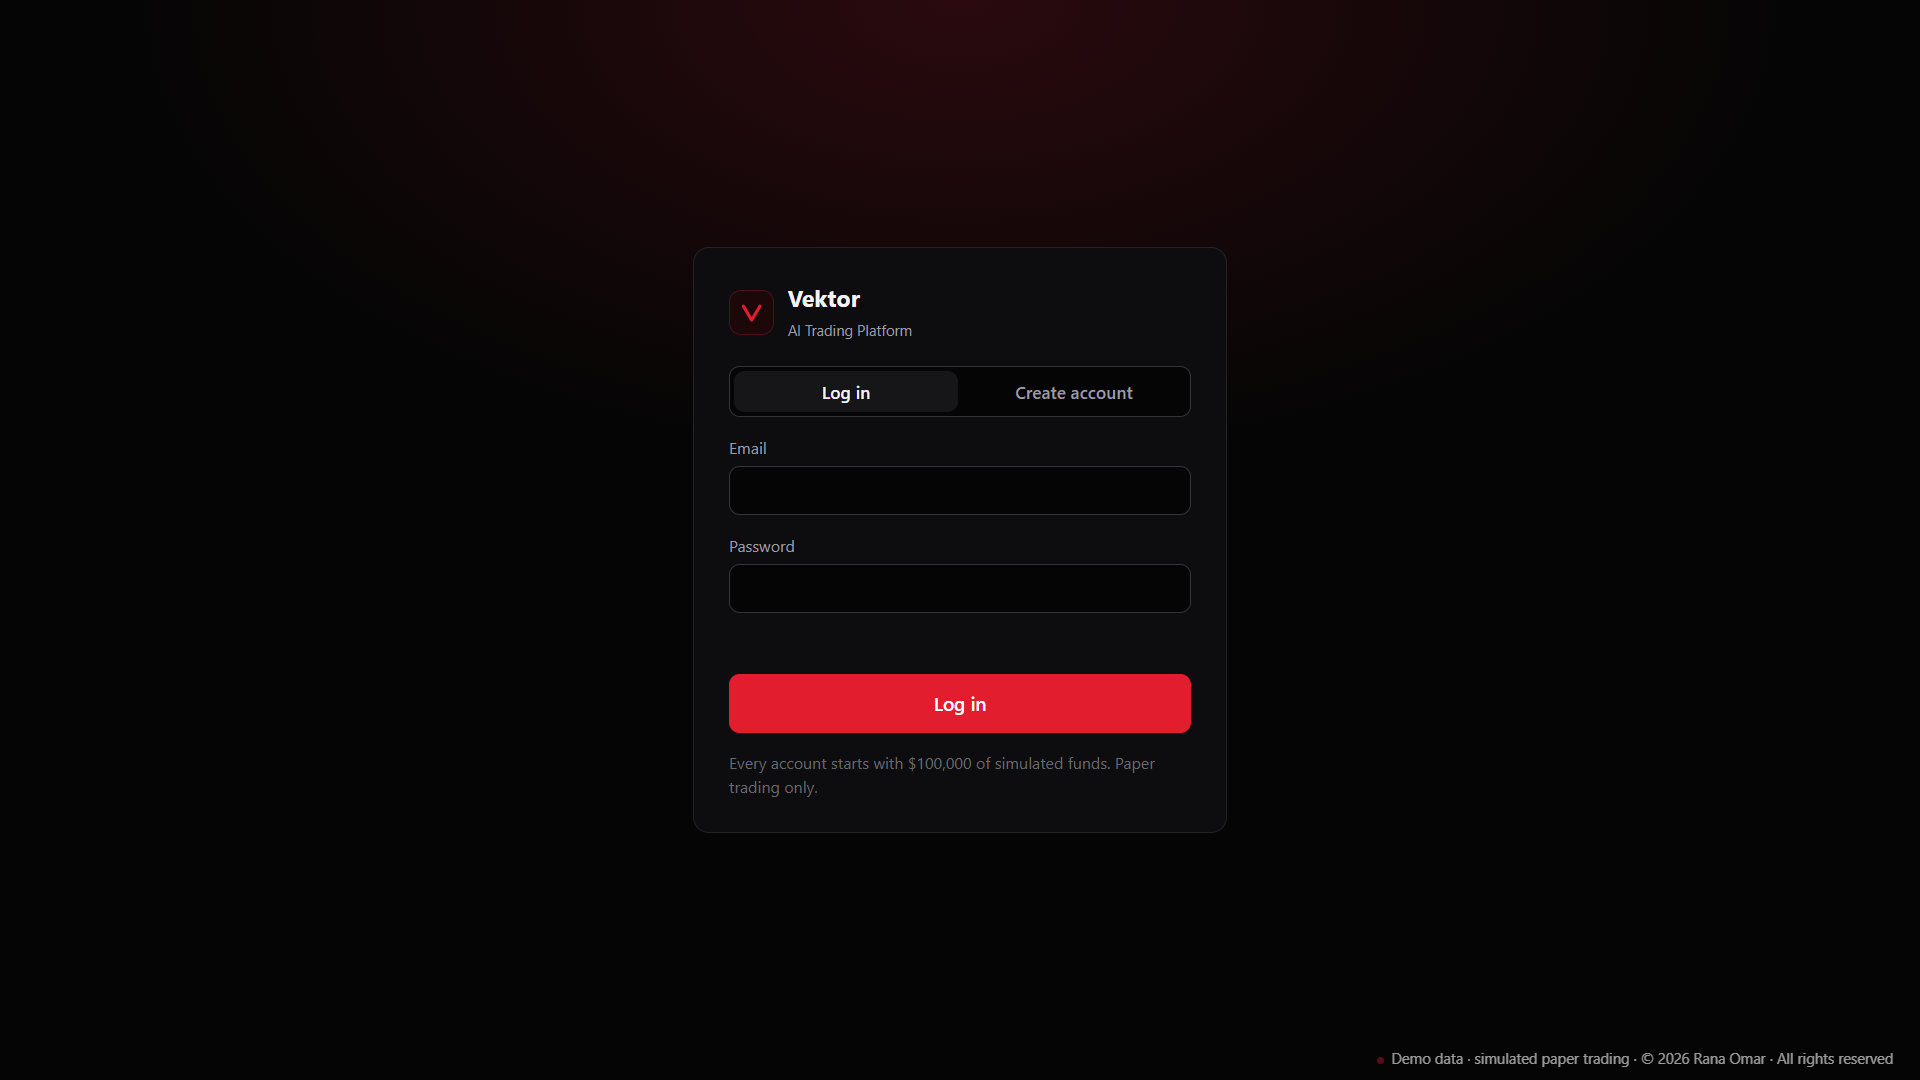 Vektor
AI Trading Platform
Log in
Create account
Email
Password
Log in
Every account starts with $100,000 of simulated funds. Paper
trading only.
Demo data · simulated paper trading · © 2026 Rana Omar · All rights reserved